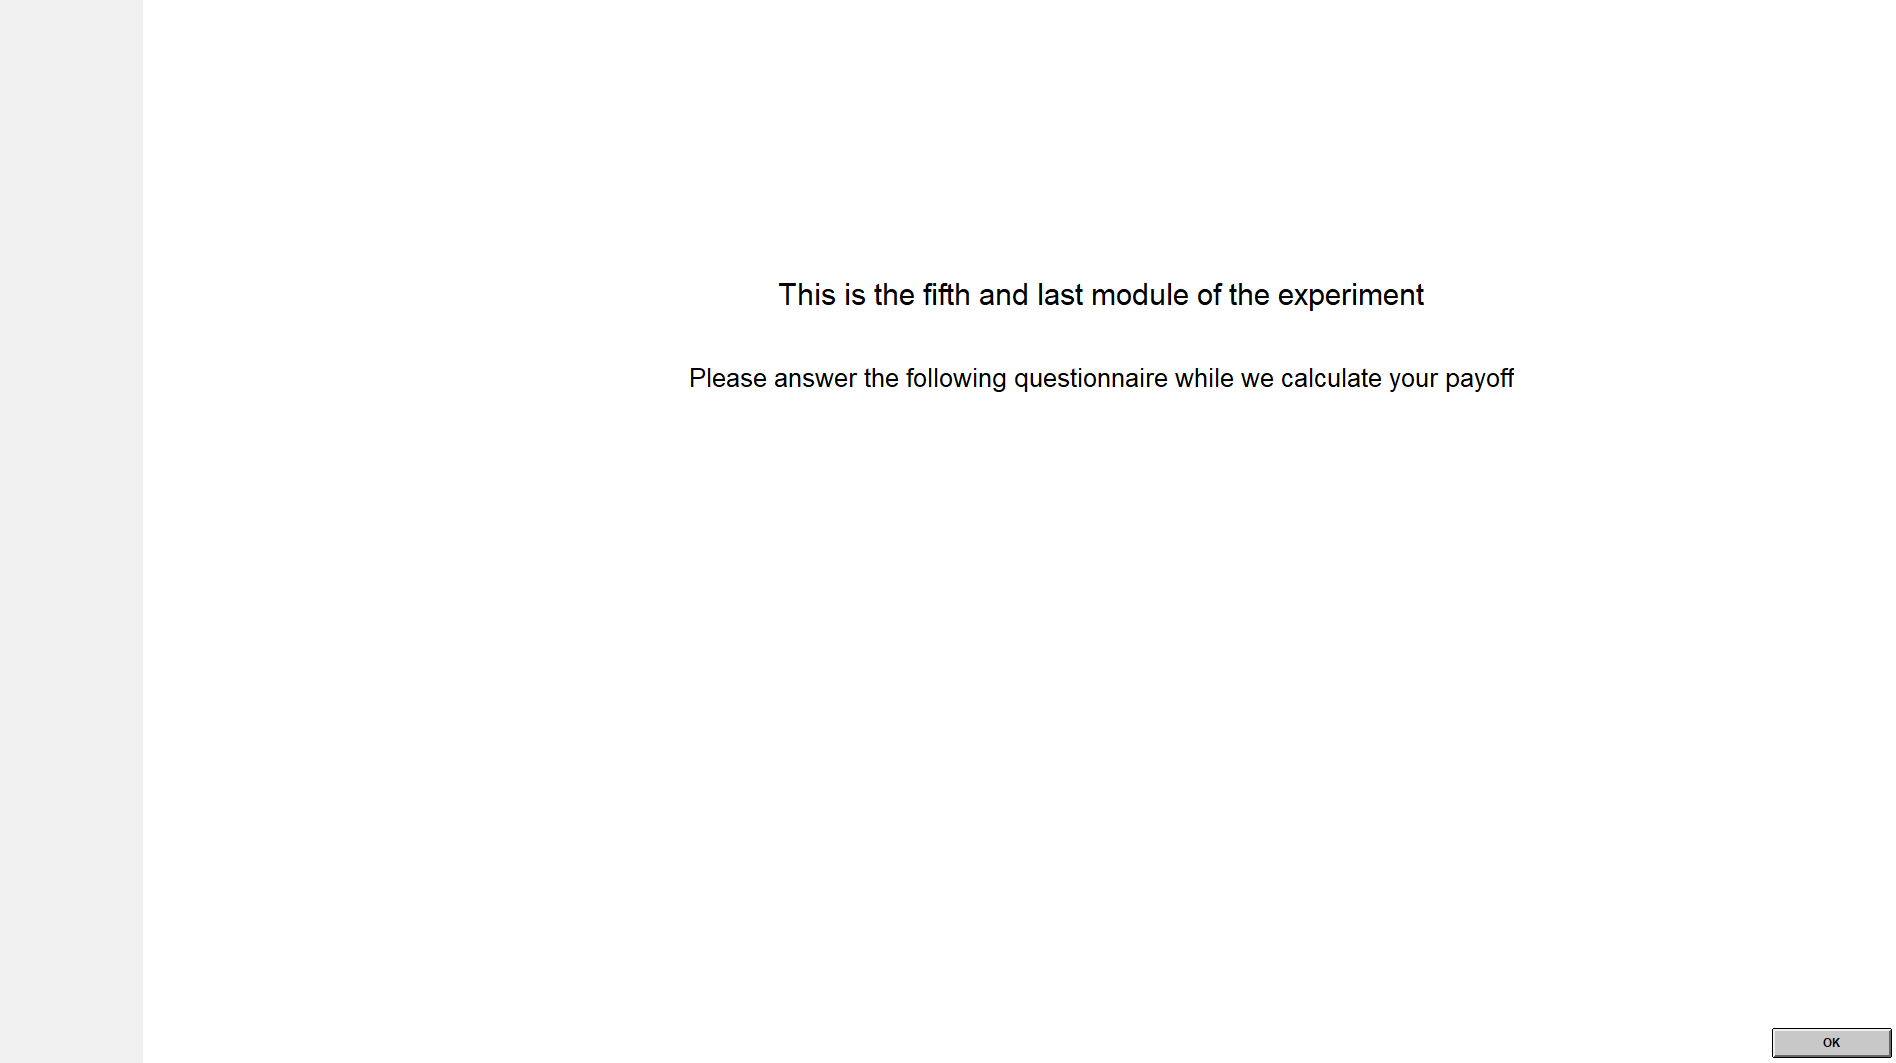 This is the fifth and last module of the experiment
Please answer the following questionnaire while we calculate your payoff
OK